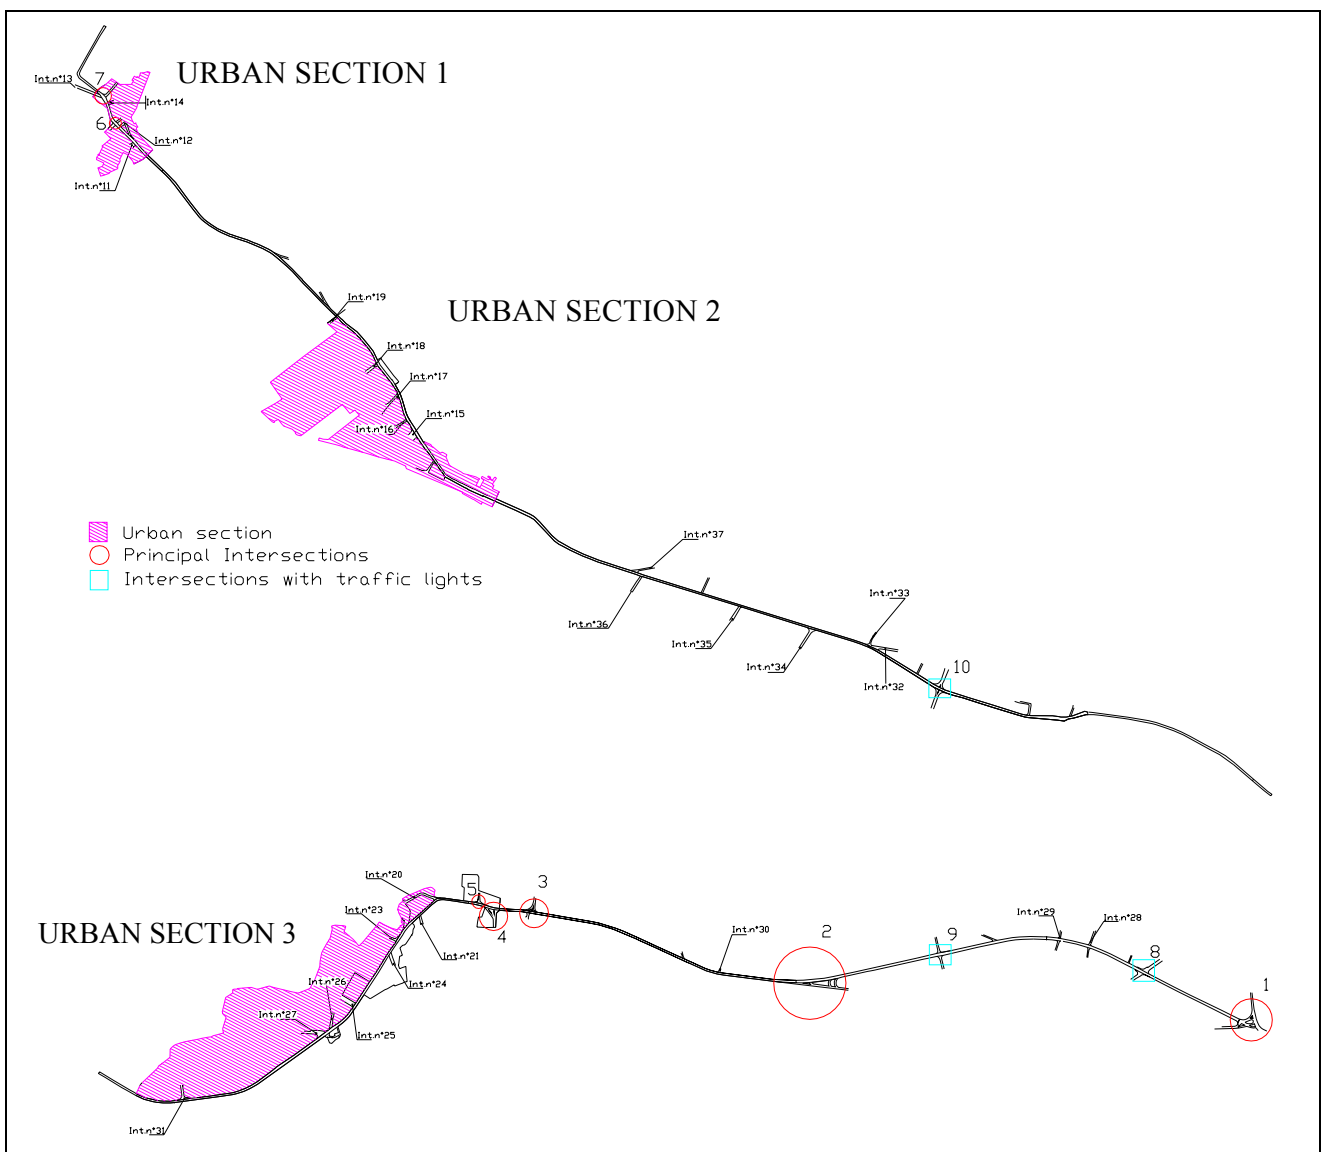 URBAN SECTION 1
7
Int.n°13
Int.n°14
6
Int.n°12
Int.n°11
Int.n°19
URBAN SECTION 2
Int.n°18
Int.n°17
Int.n°15
Int.n°16
Urban section
Principal Intersections
Intersections with traffic lights
Int.n°37
Int.n°36
Int.n°35
Int.n°34
Int.n°33
Int.n°32
10
Int.n°20
5
3
4
Int.n°23
URBAN SECTION 3
Int.n°21
Int.n°26
Int.n°24
Int.n°27
Int.n°25
Int.n°31
Int.n°30
2
9
Int.n°29
Int.n°28
8
1